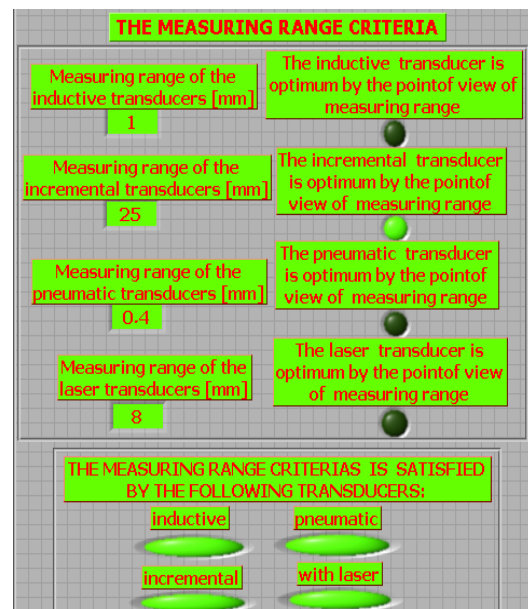 THE MEASURING RANGE CRITERIA
Measuring range of the
inductive transducers [mm]
1
The inductive transducer is
optimum by the pointof view of
measuring range
Measuring range of the
incremental transducers [mm]
25
The incremental transducer
is optimum by the pointof
view of measuring range
Measuring range of the
pneumatic transducers [mm]
0.4
The pneumatic transducer
is optimum by the pointof
view of measuring range
Measuring range of the
laser transducers [mm]
8
The laser transducer is
optimum by the pointof view
of measuring range
THE MEASURING RANGE CRITERIAS IS SATISFIED
BY THE FOLLOWING TRANSDUCERS:
inductive
pneumatic
incremental
with laser